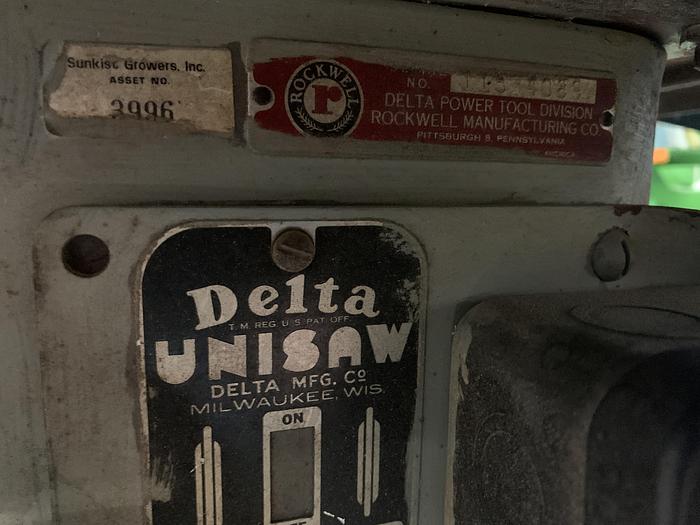 Sunkist Growers, Inc.
ASSET NO.
3996
ROCKWELL
r
NO.
DELTA POWER TOOL DIVISION
ROCKWELL MANUFACTURING CO.
PITTSBURGH 8, PENNSYLVANIA
Delta
T.M. REG. U.S. PAT. OFF.
UNISAW
DELTA MFG. Co
MILWAUKEE, WIS.
ON